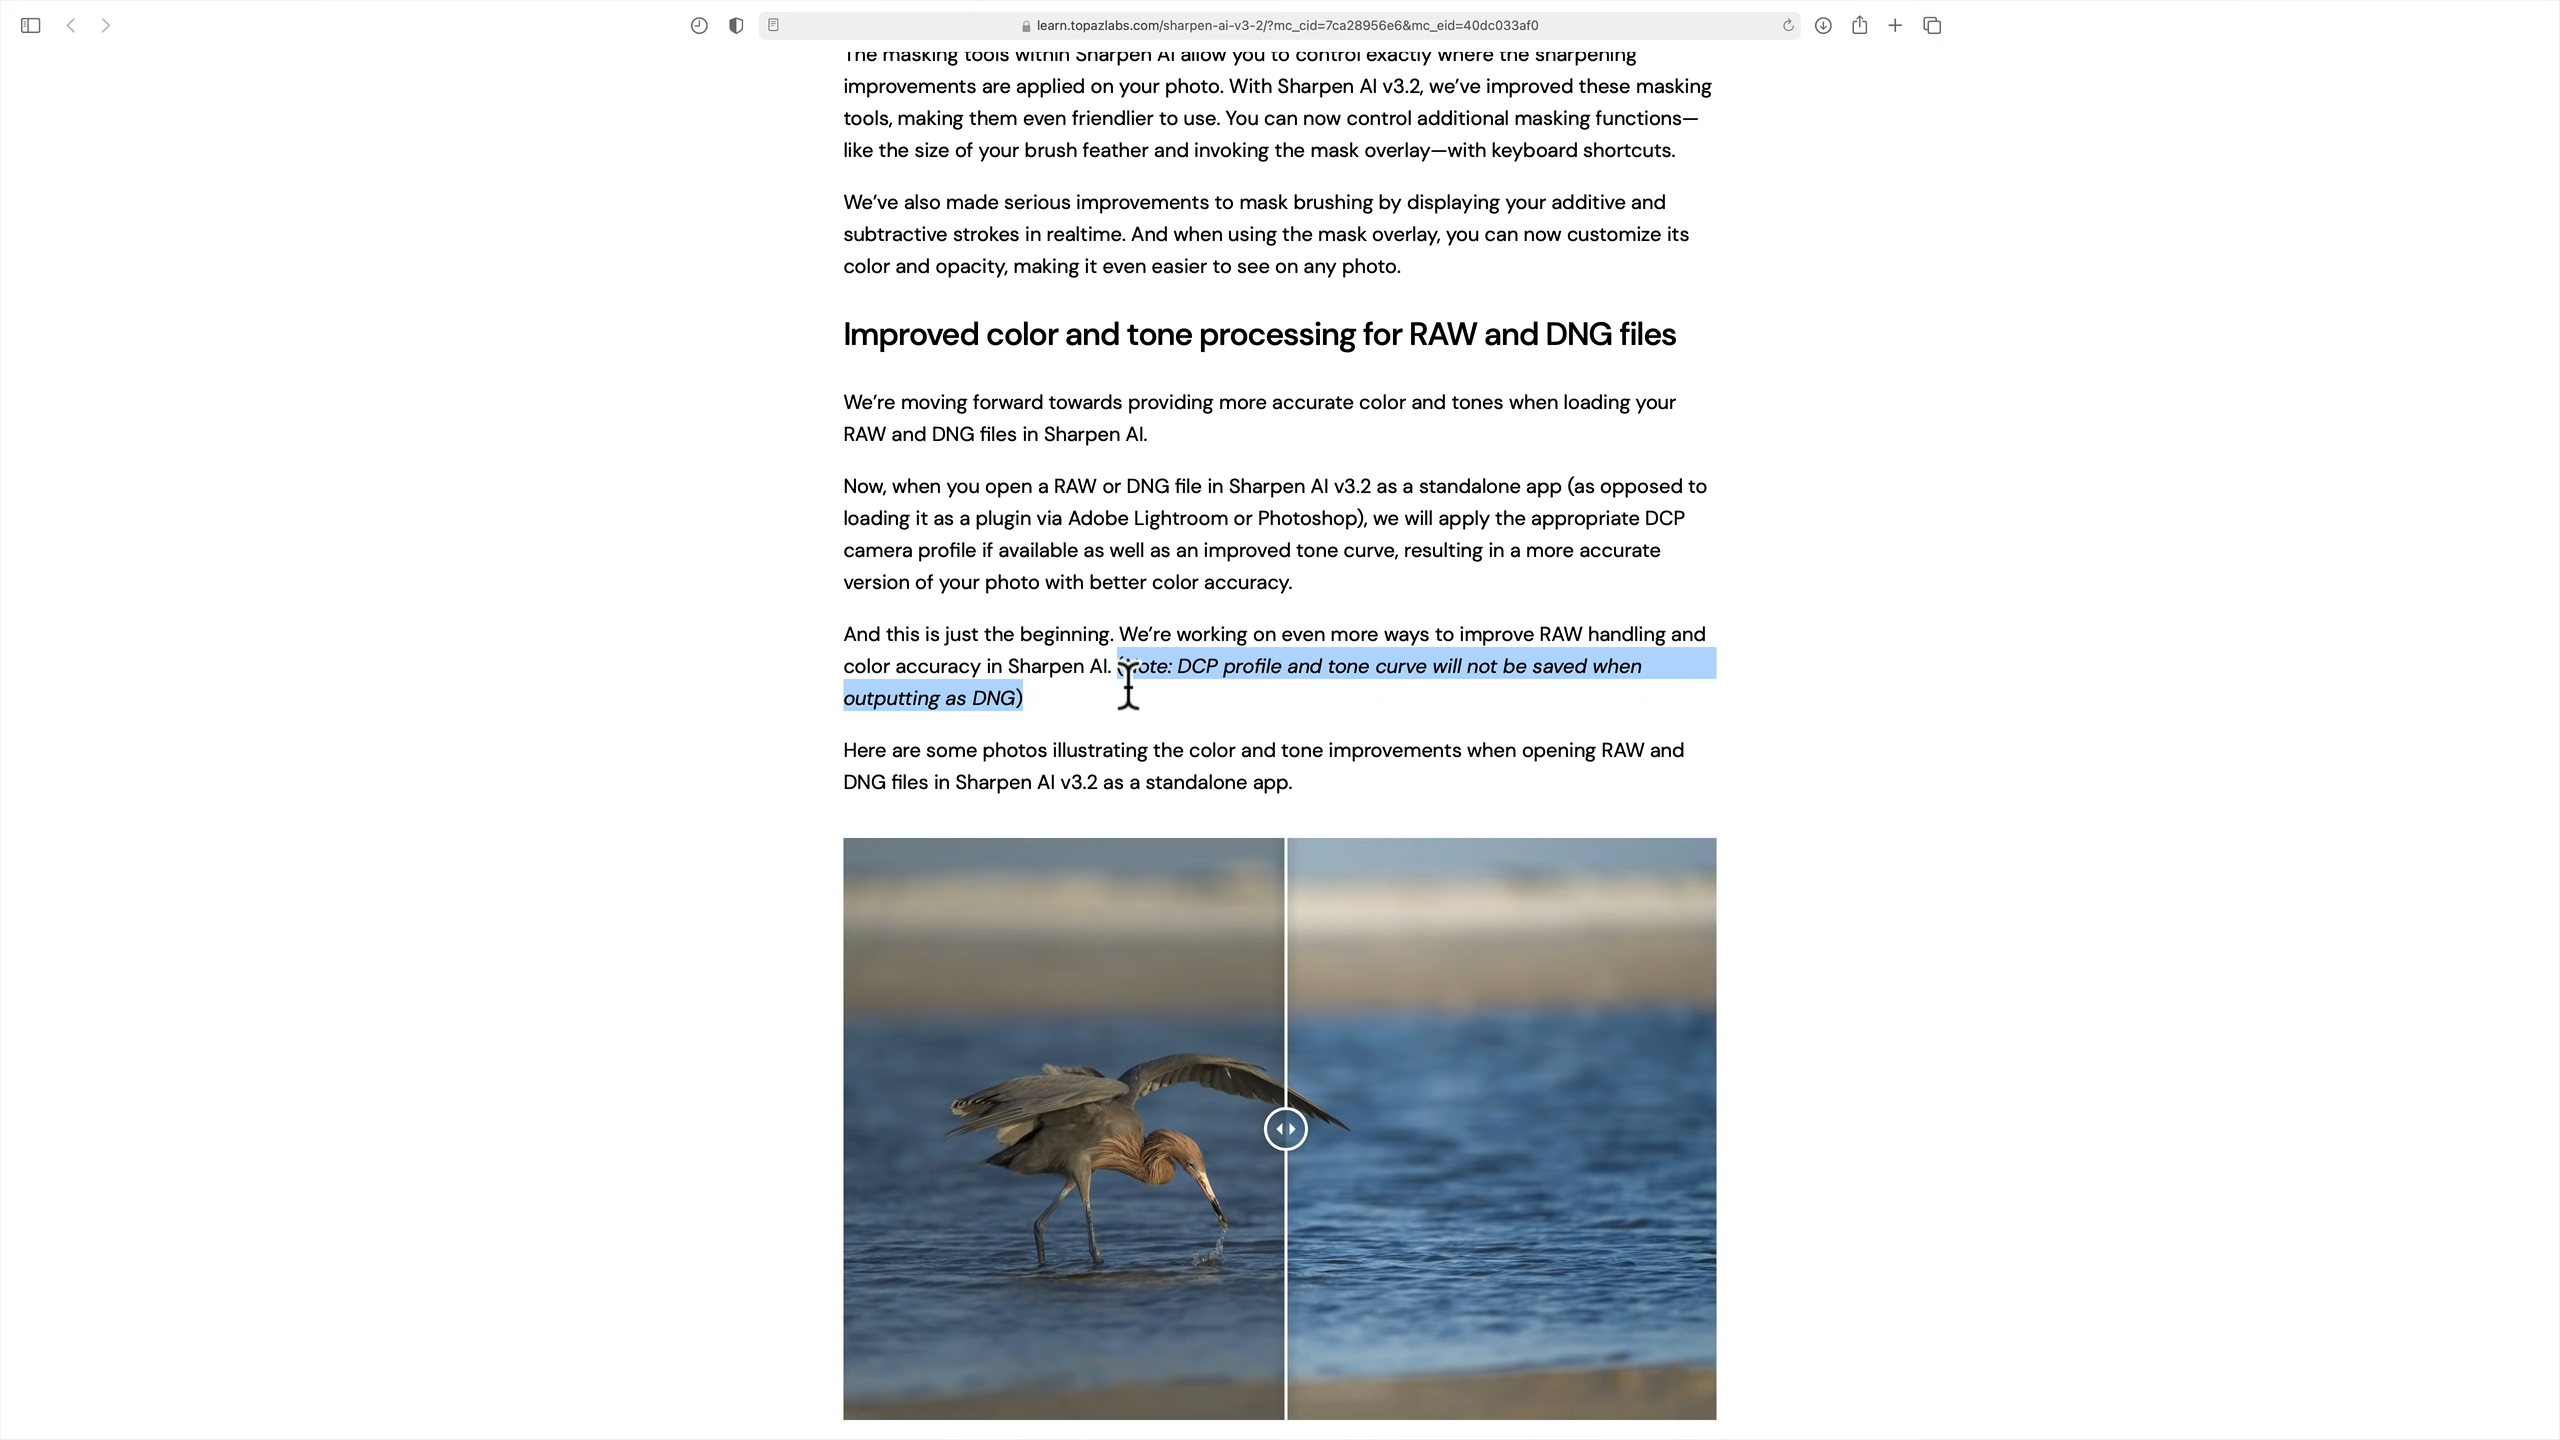 learn.topazlabs.com/sharpen-ai-v3-2/?mc_cid=7ca28956e6&mc_eid=40dc033af0
The masking tools within Sharpen AI allow you to control exactly where the sharpening
improvements are applied on your photo. With Sharpen AI v3.2, we’ve improved these masking
tools, making them even friendlier to use. You can now control additional masking functions—
like the size of your brush feather and invoking the mask overlay—with keyboard shortcuts.
We’ve also made serious improvements to mask brushing by displaying your additive and
subtractive strokes in realtime. And when using the mask overlay, you can now customize its
color and opacity, making it even easier to see on any photo.
Improved color and tone processing for RAW and DNG files
We’re moving forward towards providing more accurate color and tones when loading your
RAW and DNG files in Sharpen AI.
Now, when you open a RAW or DNG file in Sharpen AI v3.2 as a standalone app (as opposed to
loading it as a plugin via Adobe Lightroom or Photoshop), we will apply the appropriate DCP
camera profile if available as well as an improved tone curve, resulting in a more accurate
version of your photo with better color accuracy.
And this is just the beginning. We’re working on even more ways to improve RAW handling and
color accuracy in Sharpen AI. (Note: DCP profile and tone curve will not be saved when
outputting as DNG)
Here are some photos illustrating the color and tone improvements when opening RAW and
DNG files in Sharpen AI v3.2 as a standalone app.